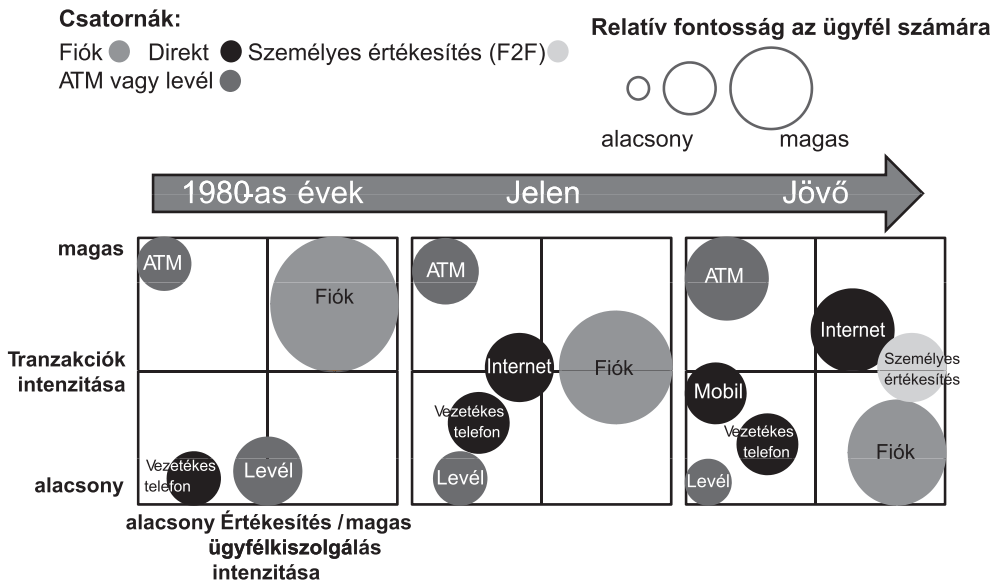 Csatornák:
Fiók Direkt Személyes értékesítés (F2F)
ATM vagy levél
Relatív fontosság az ügyfél számára
alacsony magas
1980-as évek Jelen Jövő
magas
Tranzakciók
intenzitása
alacsony
ATM
Fiók
Vezetékes
telefon
Levél
ATM
Internet
Fiók
Vezetékes
telefon
Levél
ATM
Internet
Személyes
értékesítés
Mobil
Vezetékes
telefon
Fiók
Levél
alacsony Értékesítés / magas
ügyfélkiszolgálás
intenzitása